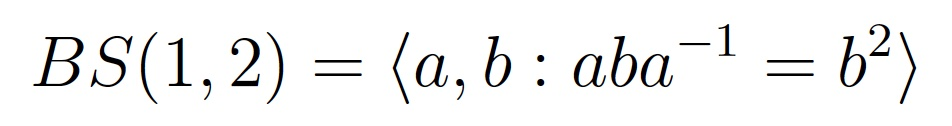 BS(1, 2) = ⟨a, b : aba⁻¹ = b²⟩